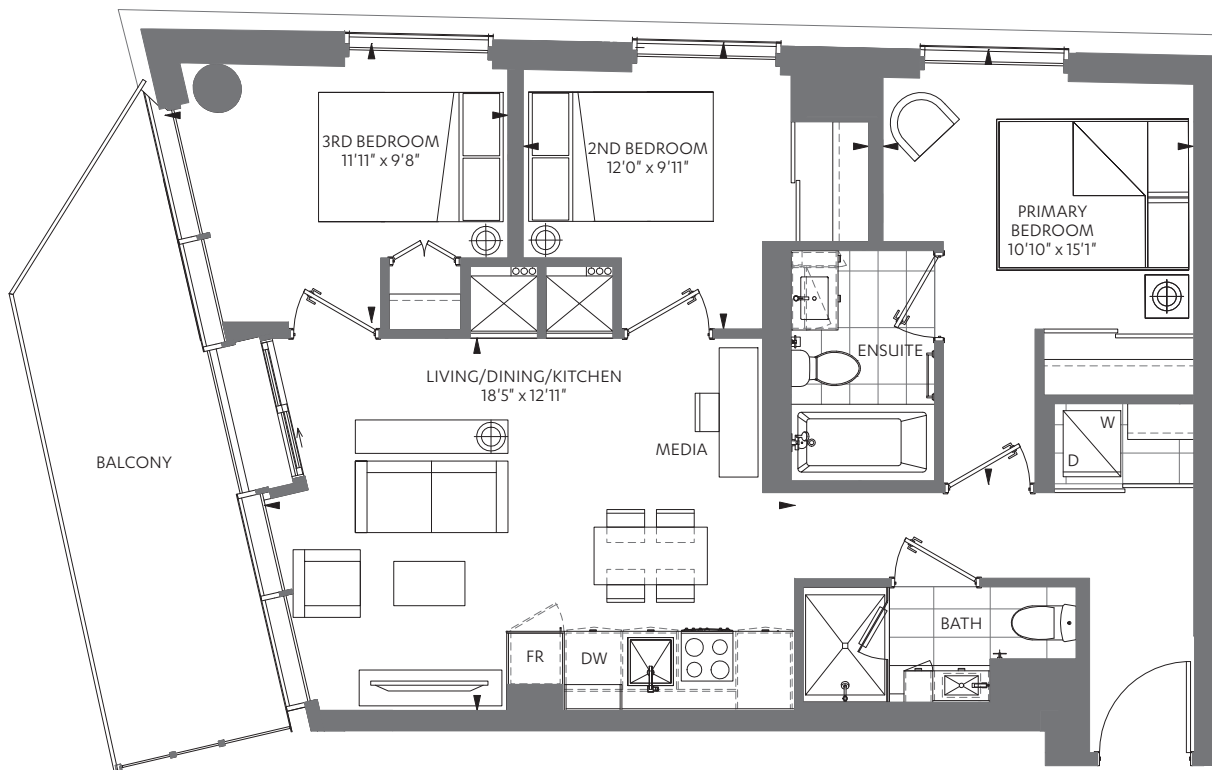 3RD BEDROOM
11'11" x 9'8"
2ND BEDROOM
12'0" x 9'11"
PRIMARY
BEDROOM
10'10" x 15'1"
ENSUITE
LIVING/DINING/KITCHEN
18'5" x 12'11"
MEDIA
BALCONY
W
D
BATH
FR
DW